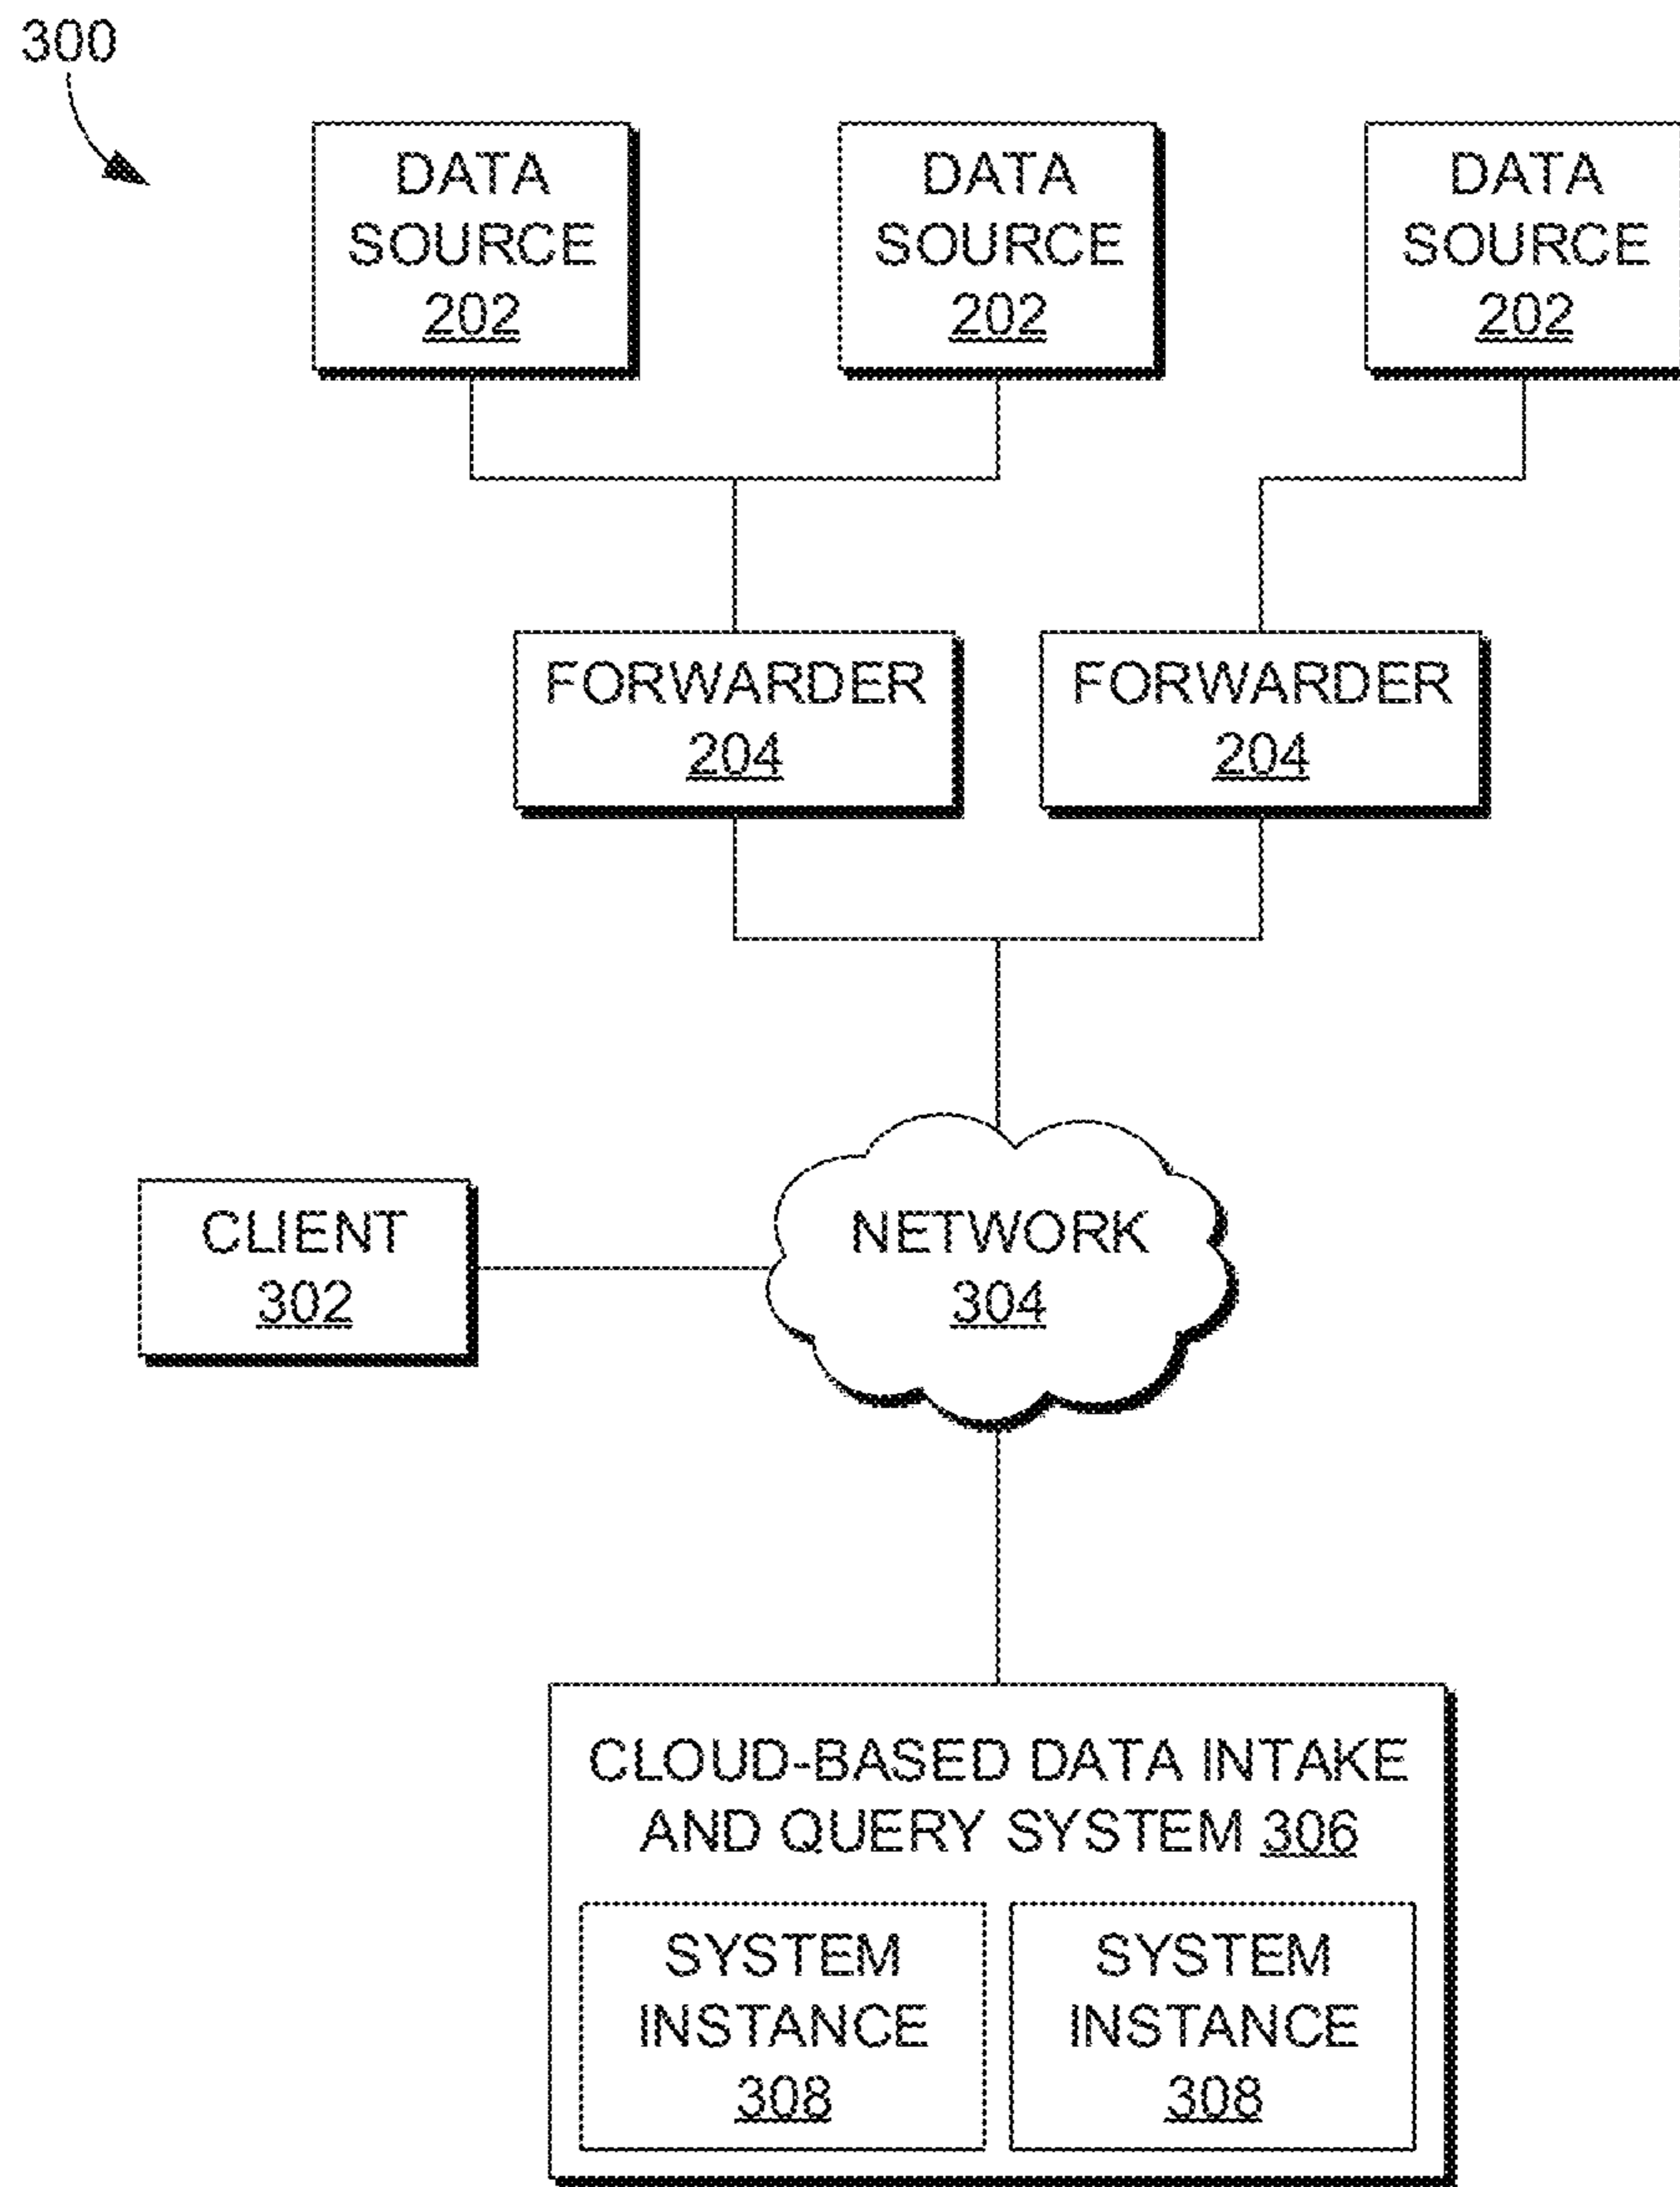 300
DATA
SOURCE
202
DATA
SOURCE
202
DATA
SOURCE
202
FORWARDER
204
FORWARDER
204
CLIENT
302
NETWORK
304
CLOUD-BASED DATA INTAKE
AND QUERY SYSTEM 306
SYSTEM
INSTANCE
308
SYSTEM
INSTANCE
308